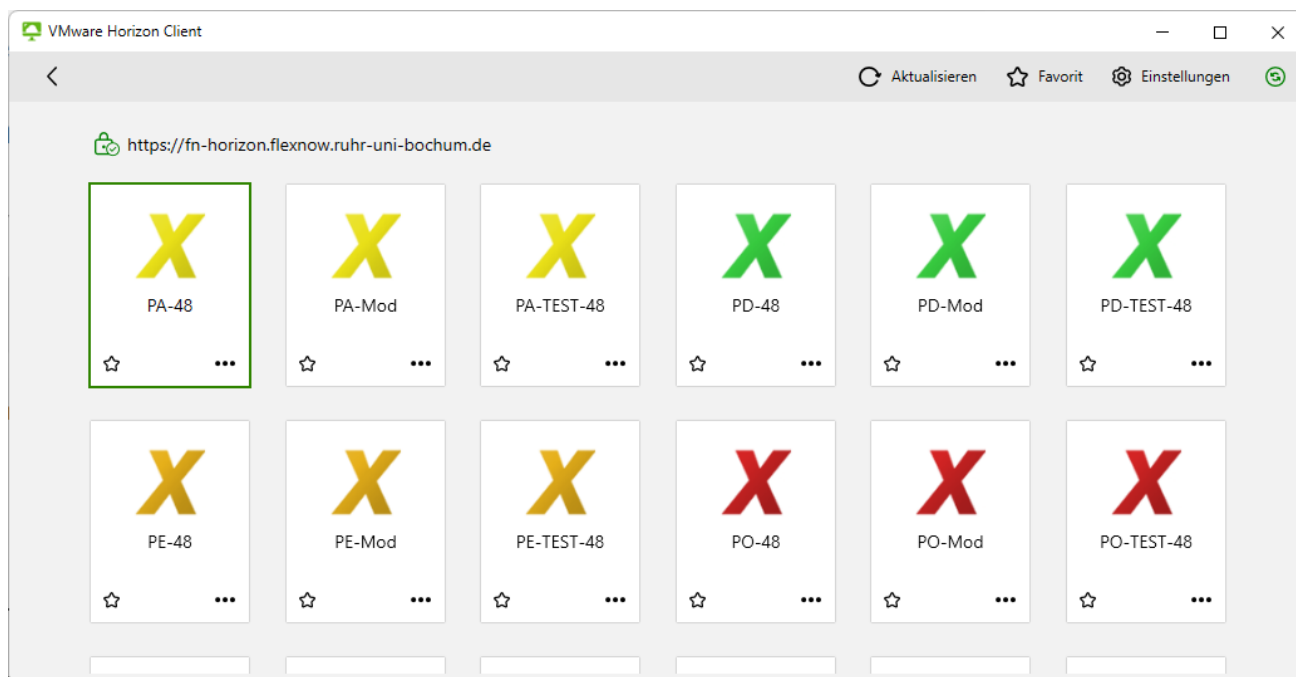 VMware Horizon Client
Aktualisieren Favorit Einstellungen
https://fn-horizon.flexnow.ruhr-uni-bochum.de
X X X X X X
PA-48 PA-Mod PA-TEST-48 PD-48 PD-Mod PD-TEST-48
X X X X X X
PE-48 PE-Mod PE-TEST-48 PO-48 PO-Mod PO-TEST-48